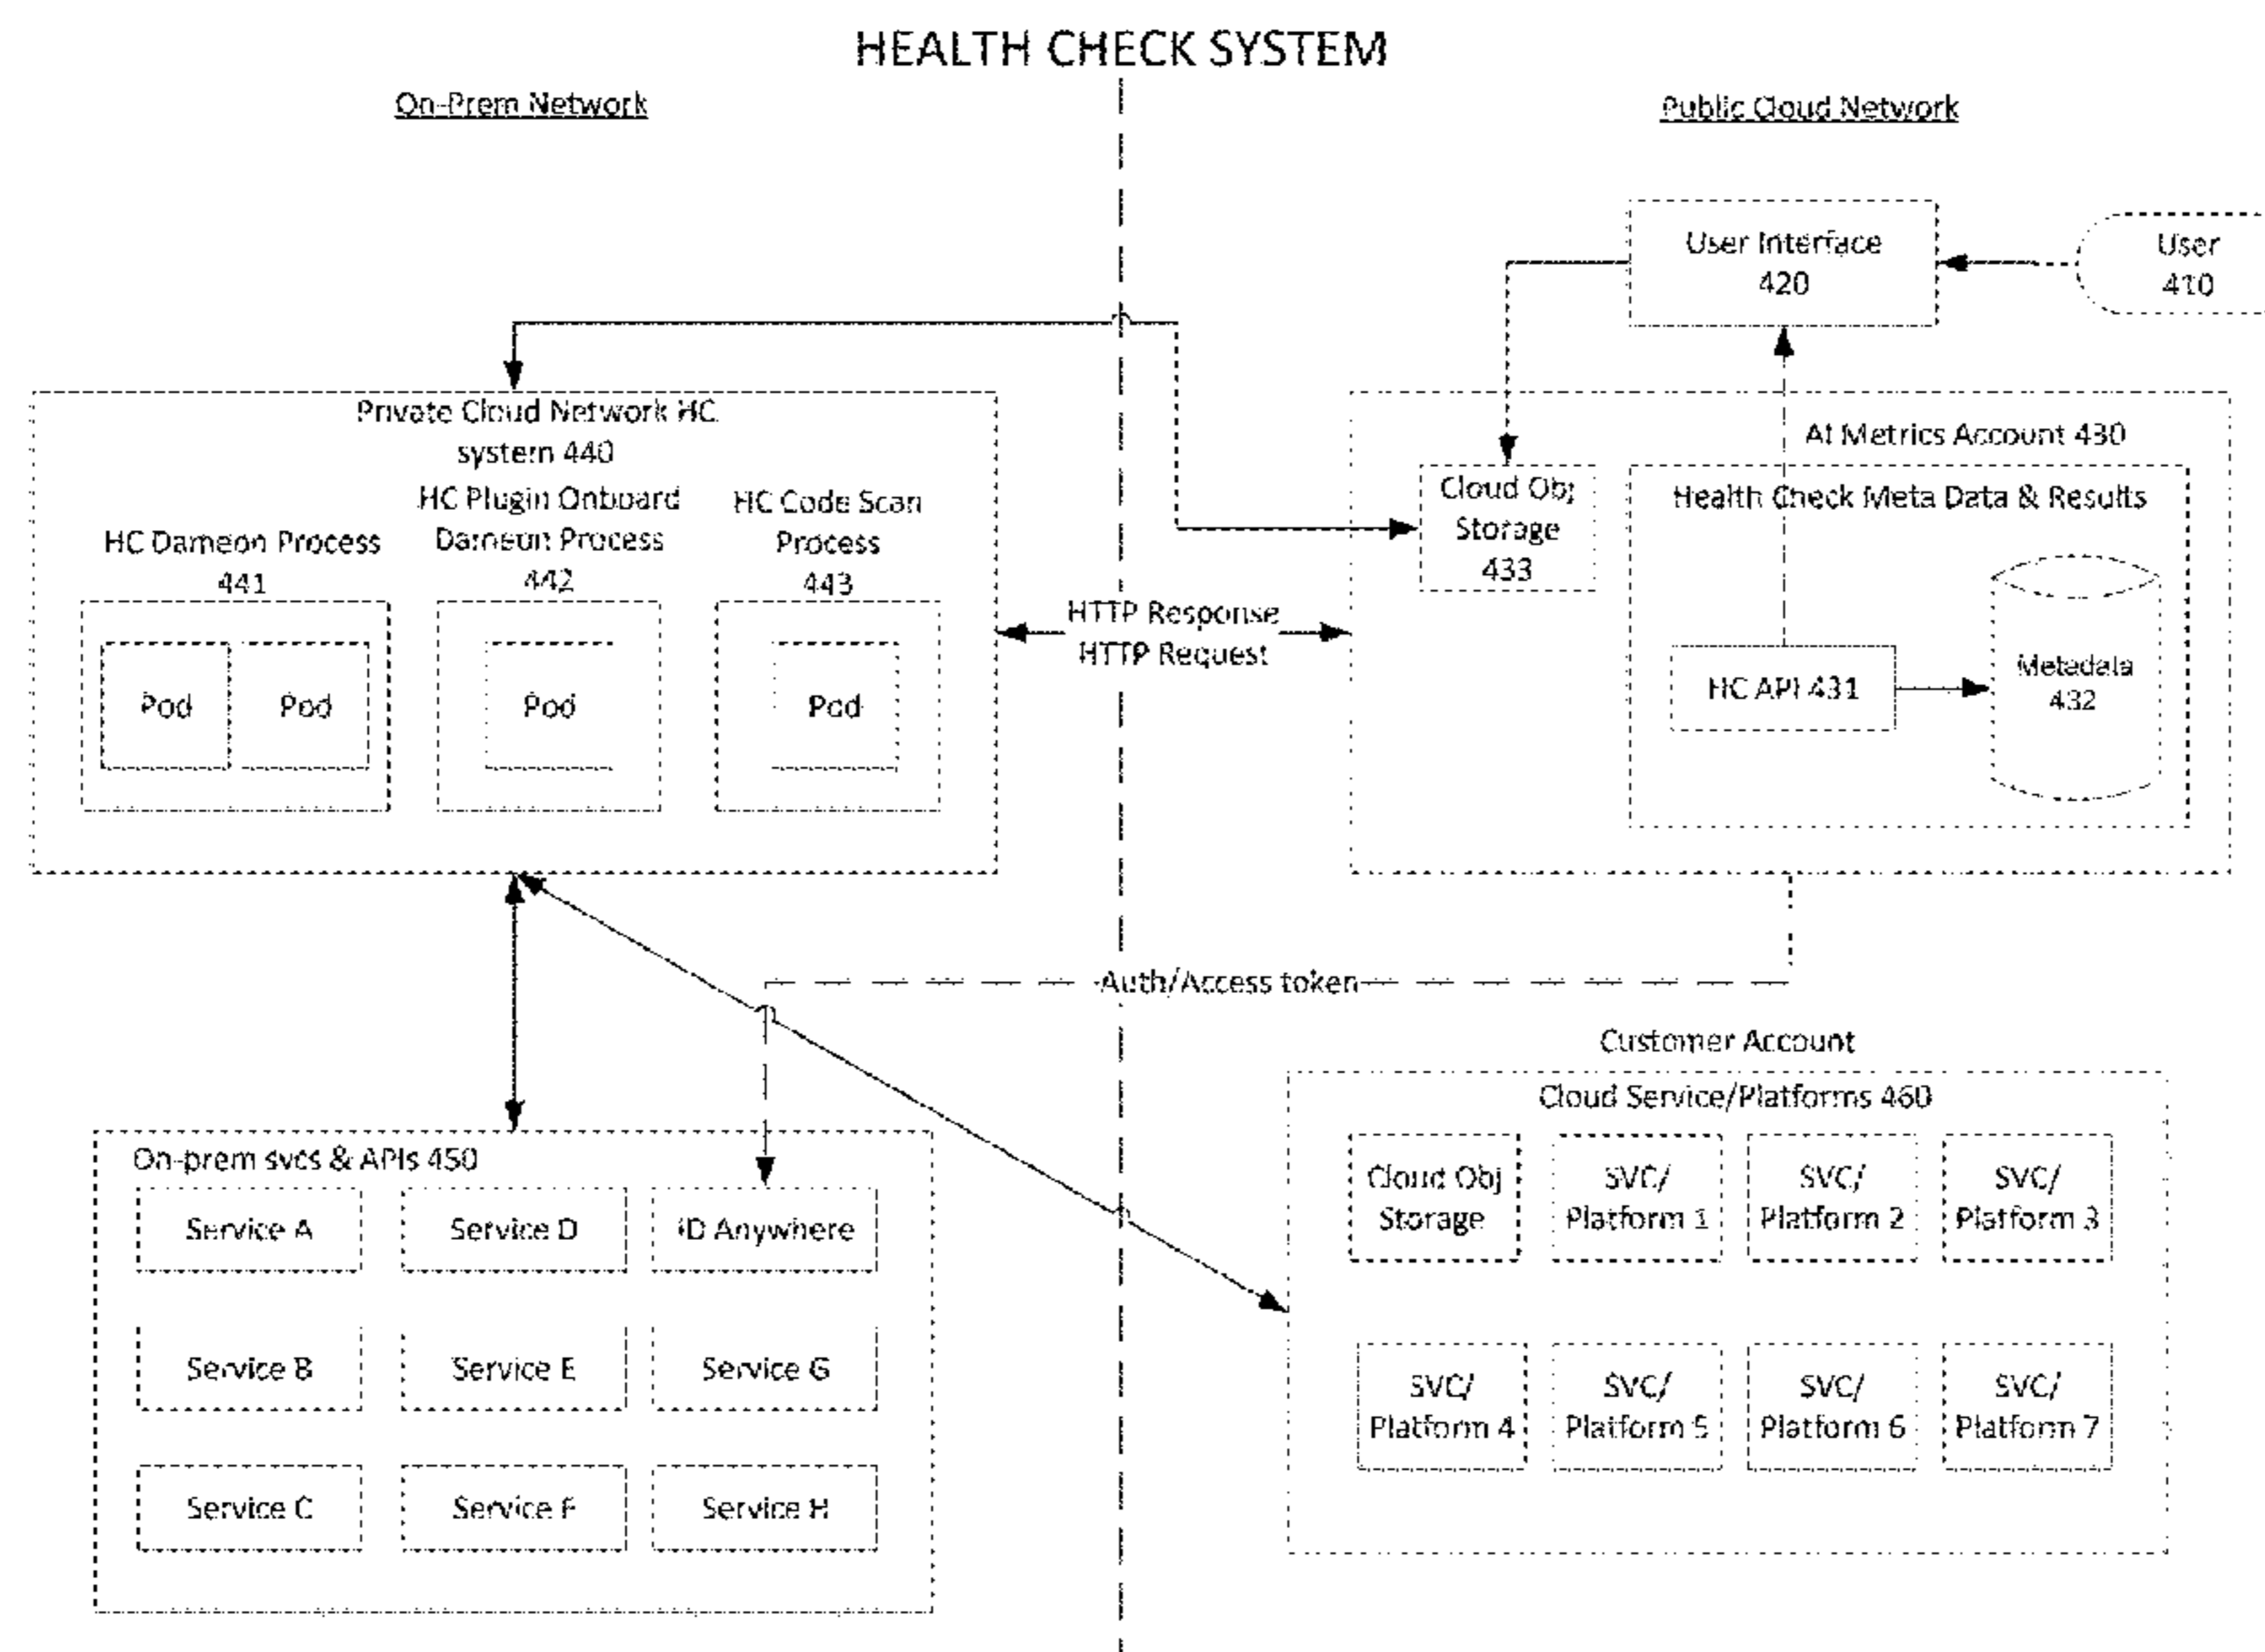 HEALTH CHECK SYSTEM
On-Prem Network
Public Cloud Network
User Interface
420
User
410
Private Cloud Network HC
system 440
HC Dameon Process
441
HC Plugin Onboard
Dameon Process
442
HC Code Scan
Process
443
Pod
Pod
Pod
Pod
HTTP Response
HTTP Request
AI Metrics Account 430
Cloud Obj
Storage
433
Health Check Meta Data & Results
HC API 431
Metadata
432
Auth/Access token
On-prem svcs & APIs 450
Service A
Service D
ID Anywhere
Service B
Service E
Service G
Service C
Service F
Service H
Customer Account
Cloud Service/Platforms 460
Cloud Obj
Storage
SVC/
Platform 1
SVC/
Platform 2
SVC/
Platform 3
SVC/
Platform 4
SVC/
Platform 5
SVC/
Platform 6
SVC/
Platform 7